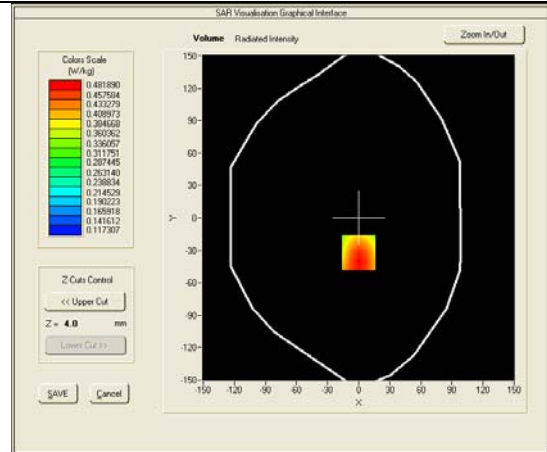 SAR Visualisation Graphical Interface
Volume Radiated Intensity
Zoom In/Out
Colors Scale
(W/kg)
0.481890
0.457584
0.433279
0.408973
0.384668
0.360362
0.336057
0.311751
0.287445
0.263140
0.238834
0.214529
0.190223
0.165918
0.141612
0.117307
150
120
90
60
30
0
-30
-60
-90
-120
-150
Y
-150 -120 -90 -60 -30 0 30 60 90 120 150
X
Z Cuts Control
<< Upper Cut
Z = 4.0 mm
Lower Cut >>
SAVE Cancel